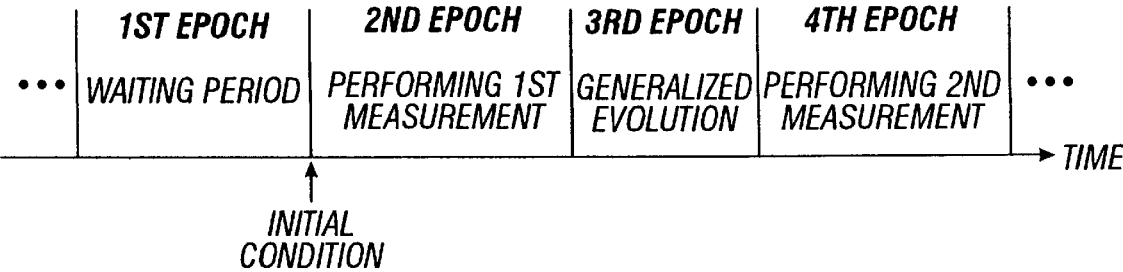 1ST EPOCH 2ND EPOCH 3RD EPOCH 4TH EPOCH
••• WAITING PERIOD PERFORMING 1ST MEASUREMENT GENERALIZED EVOLUTION PERFORMING 2ND MEASUREMENT •••
TIME
INITIAL
CONDITION